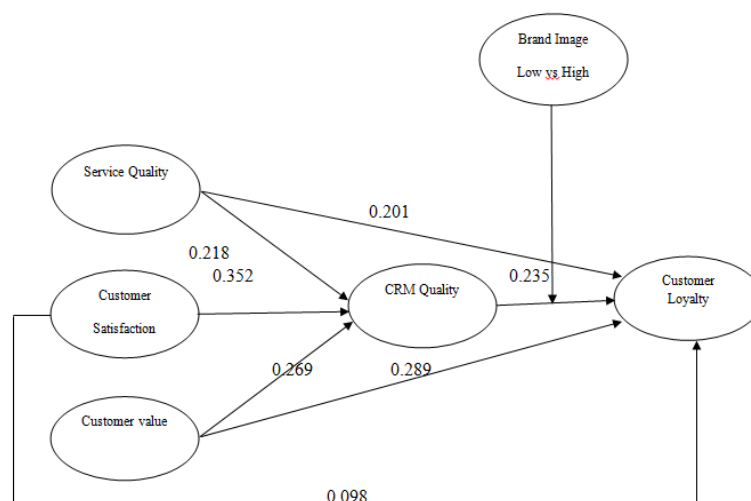 Brand Image
Low vs High
Service Quality
0.201
0.218
0.352
Customer
Satisfaction
CRM Quality
0.235
Customer
Loyalty
0.269
0.289
Customer value
0.098